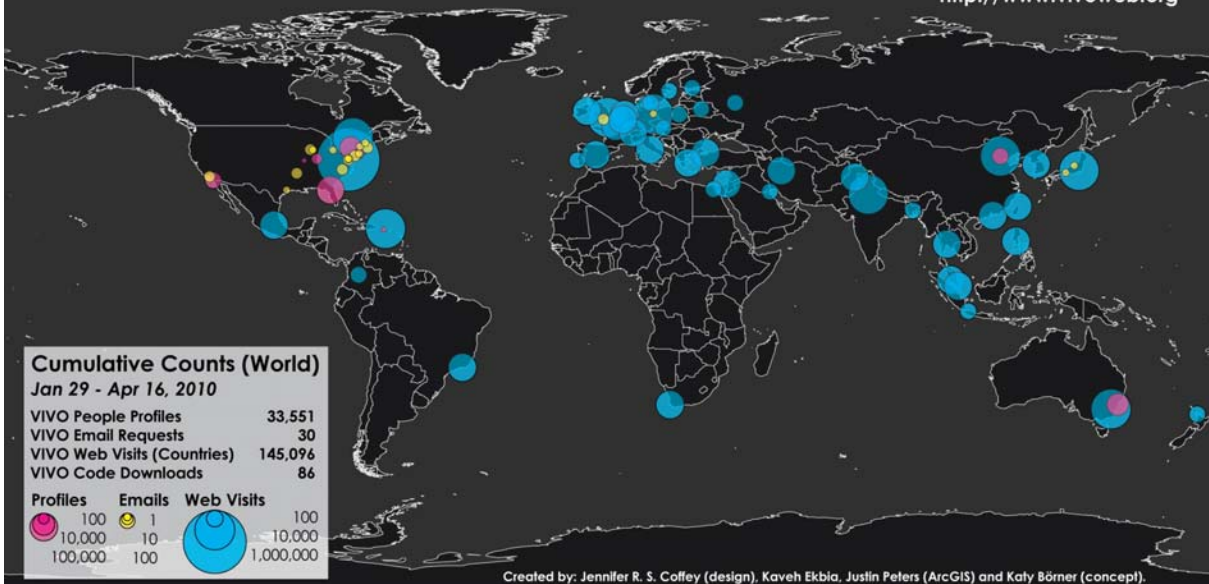 Cumulative Counts (World)
Jan 29 - Apr 16, 2010
VIVO People Profiles 33,551
VIVO Email Requests 30
VIVO Web Visits (Countries) 145,096
VIVO Code Downloads 86
Profiles Emails Web Visits
100 1 100
10,000 10 10,000
100,000 100 1,000,000
Created by: Jennifer R. S. Coffey (design), Kaveh Ekbia, Justin Peters (ArcGIS) and Katy Börner (concept).